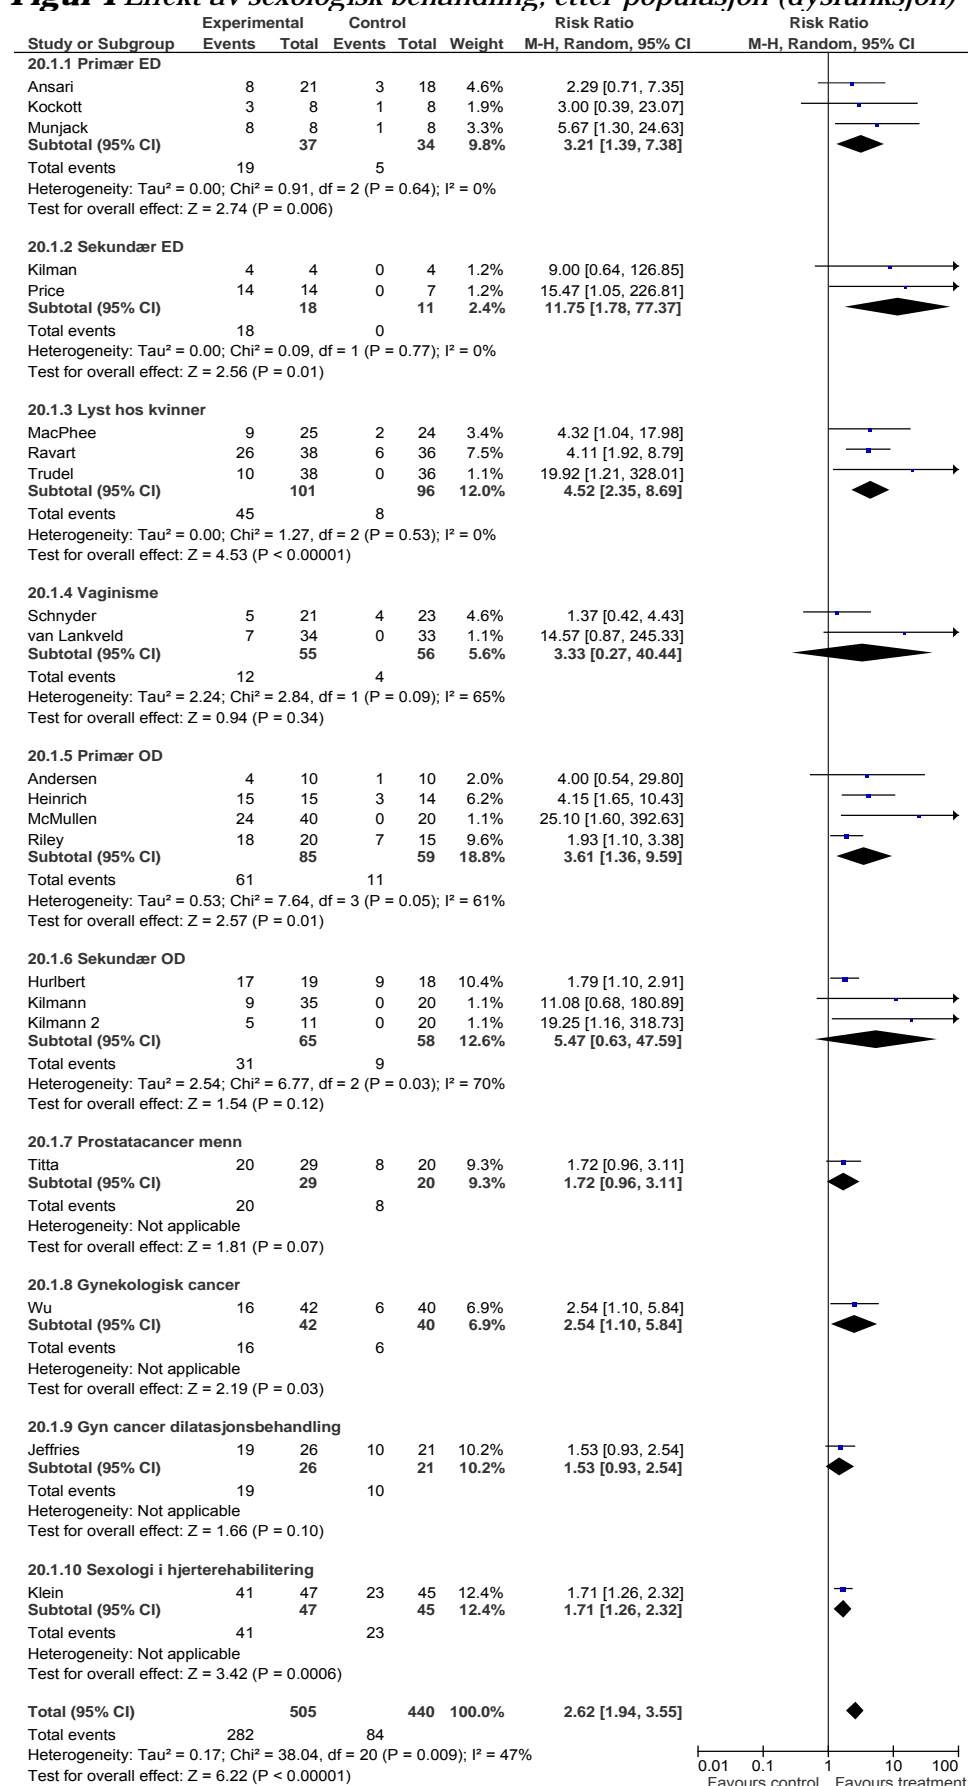 Figur 1 Effekt av sexologisk behandling, etter populasjon (dysfunksjon)
Experimental Control Risk Ratio Risk Ratio
Study or Subgroup Events Total Events Total Weight M-H, Random, 95% CI M-H, Random, 95% CI
20.1.1 Primær ED
Ansari 8 21 3 18 4.6% 2.29 [0.71, 7.35]
Kockott 3 8 1 8 1.9% 3.00 [0.39, 23.07]
Munjack 8 8 1 8 3.3% 5.67 [1.30, 24.63]
Subtotal (95% CI) 37 34 9.8% 3.21 [1.39, 7.38]
Total events 19 5
Heterogeneity: Tau² = 0.00; Chi² = 0.91, df = 2 (P = 0.64); I² = 0%
Test for overall effect: Z = 2.74 (P = 0.006)
20.1.2 Sekundær ED
Kilman 4 4 0 4 1.2% 9.00 [0.64, 126.85]
Price 14 14 0 7 1.2% 15.47 [1.05, 226.81]
Subtotal (95% CI) 18 11 2.4% 11.75 [1.78, 77.37]
Total events 18 0
Heterogeneity: Tau² = 0.00; Chi² = 0.09, df = 1 (P = 0.77); I² = 0%
Test for overall effect: Z = 2.56 (P = 0.01)
20.1.3 Lyst hos kvinner
MacPhee 9 25 2 24 3.4% 4.32 [1.04, 17.98]
Ravart 26 38 6 36 7.5% 4.11 [1.92, 8.79]
Trudel 10 38 0 36 1.1% 19.92 [1.21, 328.01]
Subtotal (95% CI) 101 96 12.0% 4.52 [2.35, 8.69]
Total events 45 8
Heterogeneity: Tau² = 0.00; Chi² = 1.27, df = 2 (P = 0.53); I² = 0%
Test for overall effect: Z = 4.53 (P < 0.00001)
20.1.4 Vaginisme
Schnyder 5 21 4 23 4.6% 1.37 [0.42, 4.43]
van Lankveld 7 34 0 33 1.1% 14.57 [0.87, 245.33]
Subtotal (95% CI) 55 56 5.6% 3.33 [0.27, 40.44]
Total events 12 4
Heterogeneity: Tau² = 2.24; Chi² = 2.84, df = 1 (P = 0.09); I² = 65%
Test for overall effect: Z = 0.94 (P = 0.34)
20.1.5 Primær OD
Andersen 4 10 1 10 2.0% 4.00 [0.54, 29.80]
Heinrich 15 15 3 14 6.2% 4.15 [1.65, 10.43]
McMullen 24 40 0 20 1.1% 25.10 [1.60, 392.63]
Riley 18 20 7 15 9.6% 1.93 [1.10, 3.38]
Subtotal (95% CI) 85 59 18.8% 3.61 [1.36, 9.59]
Total events 61 11
Heterogeneity: Tau² = 0.53; Chi² = 7.64, df = 3 (P = 0.05); I² = 61%
Test for overall effect: Z = 2.57 (P = 0.01)
20.1.6 Sekundær OD
Hurlbert 17 19 9 18 10.4% 1.79 [1.10, 2.91]
Kilmann 9 35 0 20 1.1% 11.08 [0.68, 180.89]
Kilmann 2 5 11 0 20 1.1% 19.25 [1.16, 318.73]
Subtotal (95% CI) 65 58 12.6% 5.47 [0.63, 47.59]
Total events 31 9
Heterogeneity: Tau² = 2.54; Chi² = 6.77, df = 2 (P = 0.03); I² = 70%
Test for overall effect: Z = 1.54 (P = 0.12)
20.1.7 Prostatacancer menn
Titta 20 29 8 20 9.3% 1.72 [0.96, 3.11]
Subtotal (95% CI) 29 20 9.3% 1.72 [0.96, 3.11]
Total events 20 8
Heterogeneity: Not applicable
Test for overall effect: Z = 1.81 (P = 0.07)
20.1.8 Gynekologisk cancer
Wu 16 42 6 40 6.9% 2.54 [1.10, 5.84]
Subtotal (95% CI) 42 40 6.9% 2.54 [1.10, 5.84]
Total events 16 6
Heterogeneity: Not applicable
Test for overall effect: Z = 2.19 (P = 0.03)
20.1.9 Gyn cancer dilatasjonsbehandling
Jeffries 19 26 10 21 10.2% 1.53 [0.93, 2.54]
Subtotal (95% CI) 26 21 10.2% 1.53 [0.93, 2.54]
Total events 19 10
Heterogeneity: Not applicable
Test for overall effect: Z = 1.66 (P = 0.10)
20.1.10 Sexologi i hjerterehabilitering
Klein 41 47 23 45 12.4% 1.71 [1.26, 2.32]
Subtotal (95% CI) 47 45 12.4% 1.71 [1.26, 2.32]
Total events 41 23
Heterogeneity: Not applicable
Test for overall effect: Z = 3.42 (P = 0.0006)
Total (95% CI) 505 440 100.0% 2.62 [1.94, 3.55]
Total events 282 84
Heterogeneity: Tau² = 0.17; Chi² = 38.04, df = 20 (P = 0.009); I² = 47%
Test for overall effect: Z = 6.22 (P < 0.00001)
0.01 0.1 1 10 100
Favours control Favours treatment